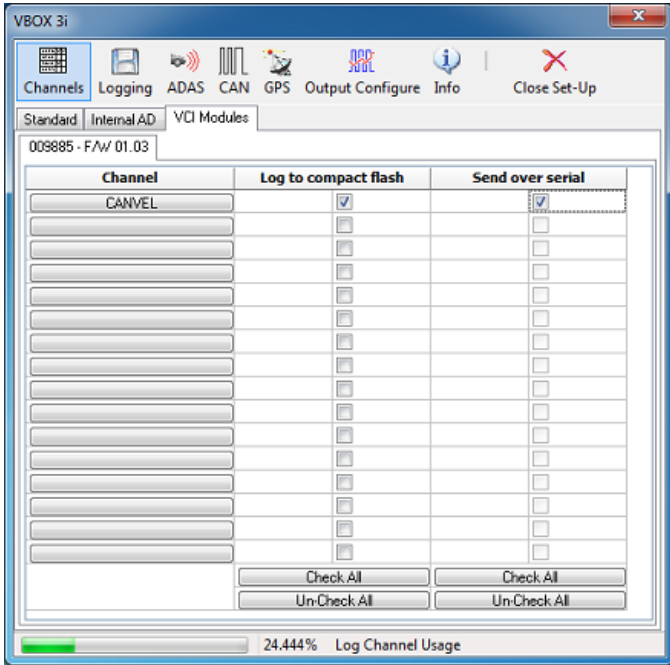 VBOX 3i
Channels Logging ADAS CAN GPS Output Configure Info Close Set-Up
Standard Internal AD VCI Modules
009885 - F/W 01.03
Channel Log to compact flash Send over serial
CANVEL
Check All Check All
Un-Check All Un-Check All
24.444% Log Channel Usage